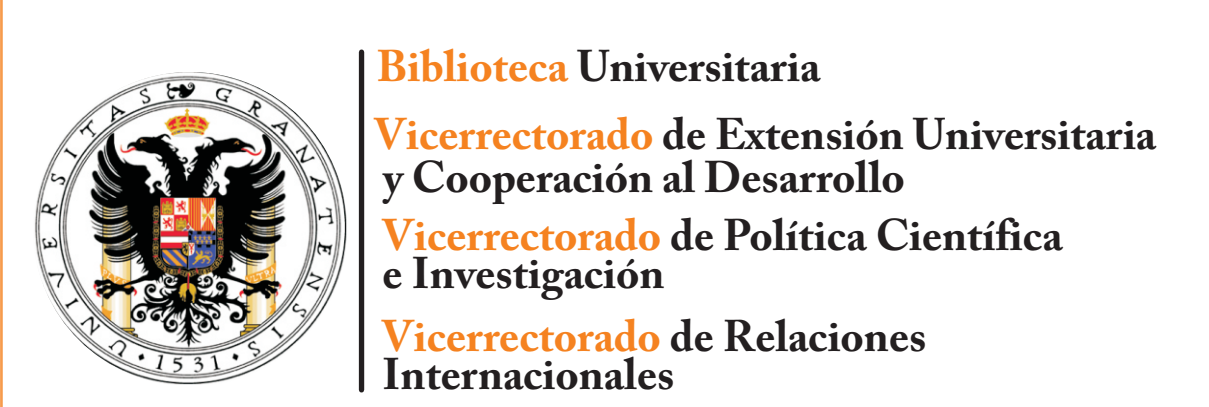 UNIVERSITAS GRANATENSIS
·1531·
Biblioteca Universitaria
Vicerrectorado de Extensión Universitaria
y Cooperación al Desarrollo
Vicerrectorado de Política Científica
e Investigación
Vicerrectorado de Relaciones
Internacionales